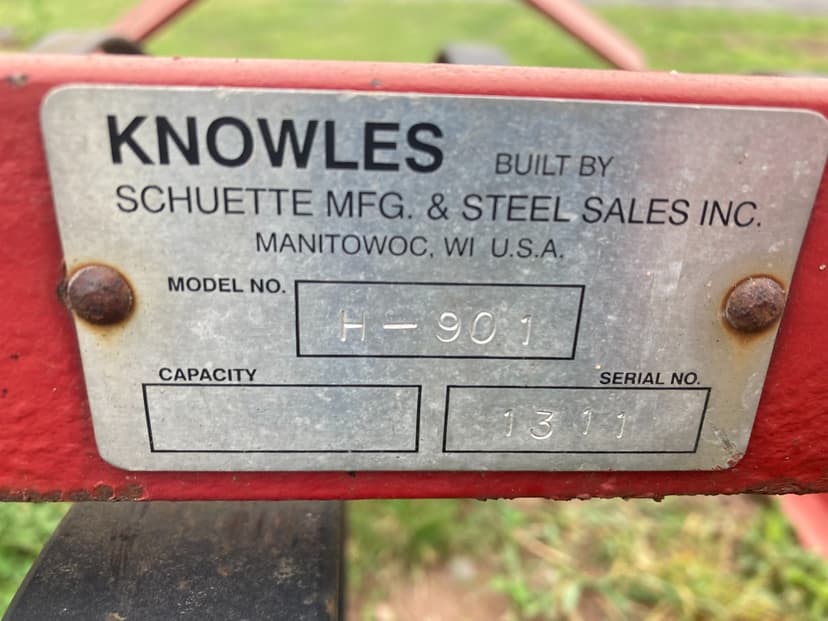 KNOWLES BUILT BY
SCHUETTE MFG. & STEEL SALES INC.
MANITOWOC, WI U.S.A.
MODEL NO. H-901
CAPACITY
SERIAL NO. 1311